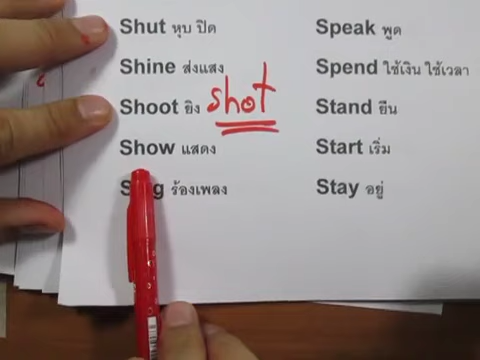 Shut หุบ ปิด
Shine ส่งแสง
Shoot ยิง shot
Show แสดง
ร้องเพลง
Speak พูด
Spend ใช้เงิน ใช้เวลา
Stand ยืน
Start เริ่ม
Stay อยู่